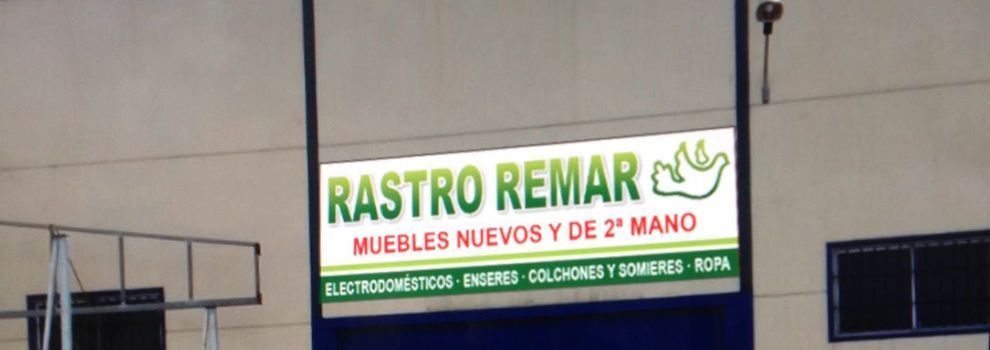 RASTRO REMAR
MUEBLES NUEVOS Y DE 2ª MANO
ELECTRODOMÉSTICOS · ENSERES · COLCHONES Y SOMIERES · ROPA